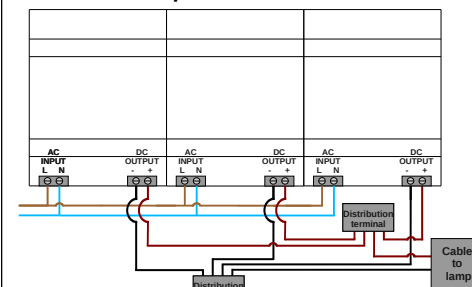 AC DC AC DC AC DC
INPUT OUTPUT INPUT OUTPUT INPUT OUTPUT
L N - + L N - + L N - +
Distribution
terminal
Cable
to
lamp
Distribution